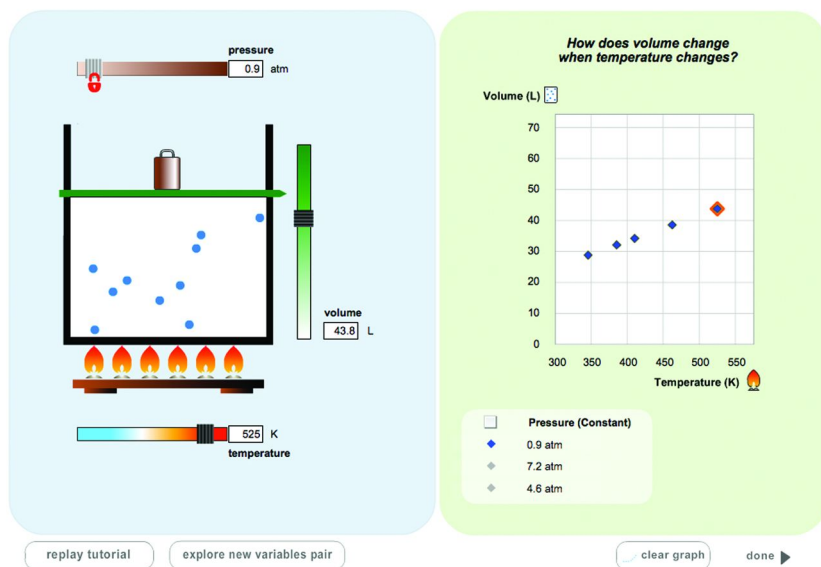 pressure
0.9 atm
volume
43.8 L
525 K
temperature
replay tutorial
explore new variables pair
How does volume change
when temperature changes?
Volume (L)
70
60
50
40
30
20
10
0
300 350 400 450 500 550
Temperature (K)
Pressure (Constant)
0.9 atm
7.2 atm
4.6 atm
clear graph
done